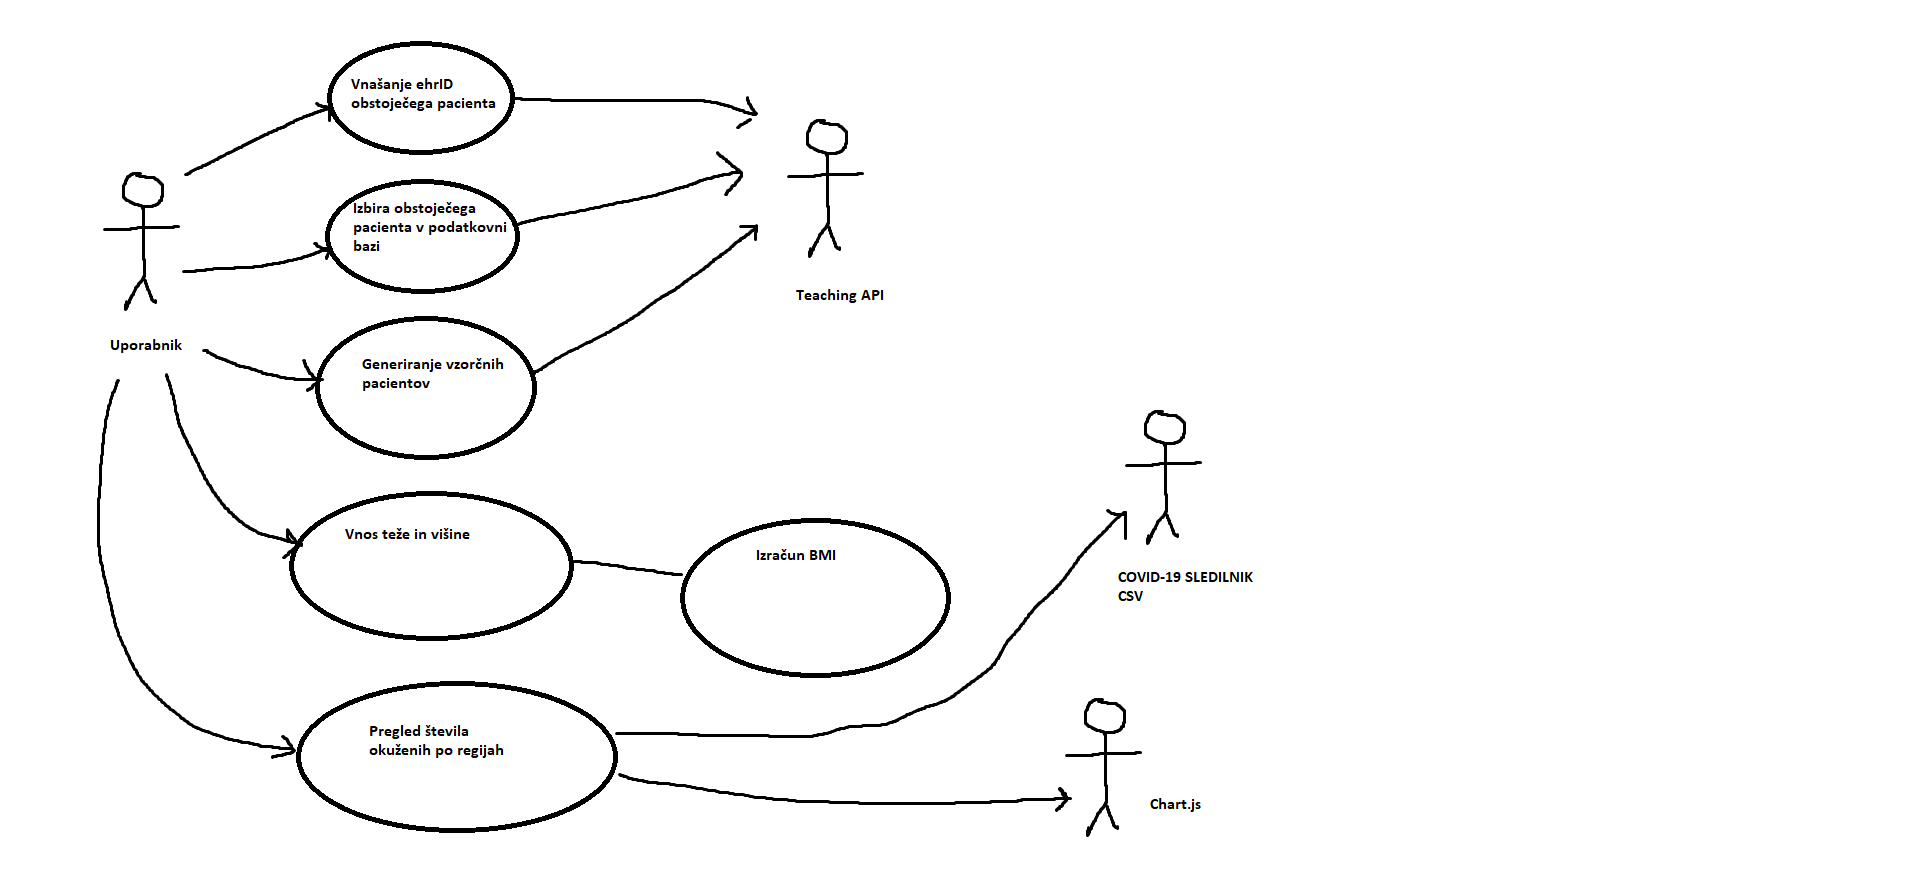 Vnašanje ehrID
obstoječega pacienta
Izbira obstoječega
pacienta v podatkovni
bazi
Teaching API
Uporabnik
Generiranje vzorčnih
pacientov
Vnos teže in višine
Izračun BMI
COVID-19 SLEDILNIK
CSV
Pregled števila
okuženih po regijah
Chart.js